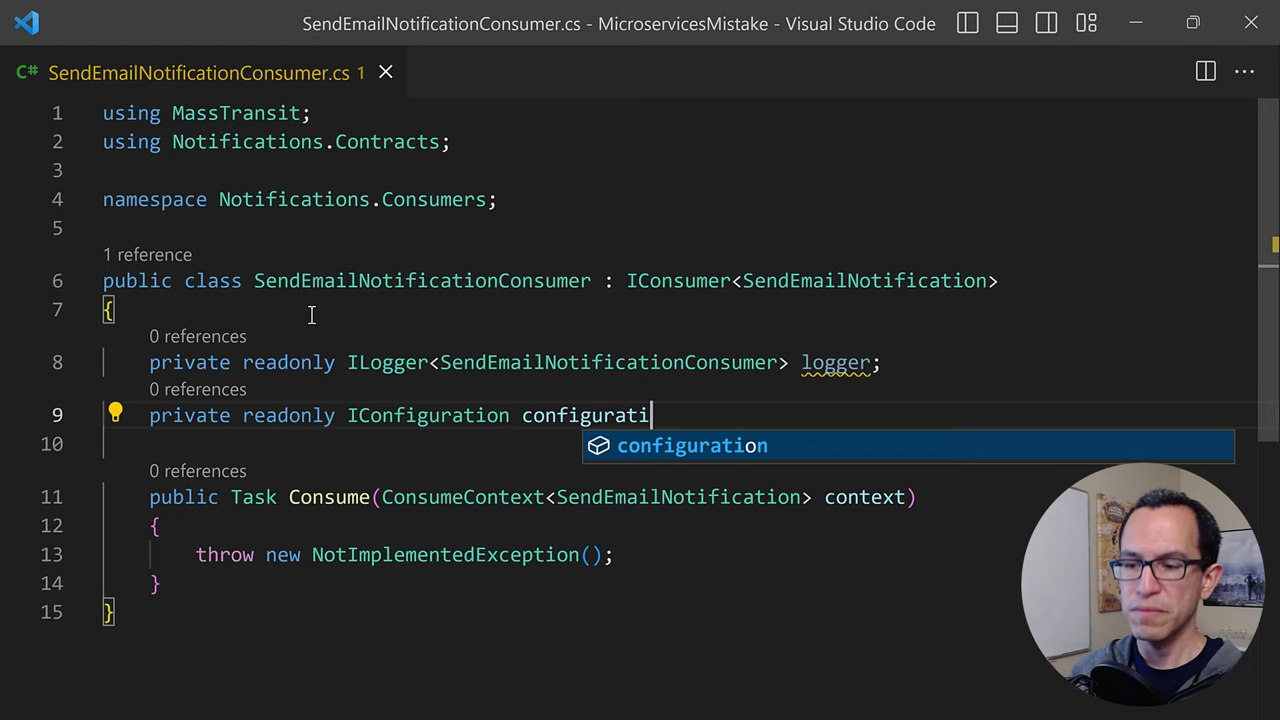 SendEmailNotificationConsumer.cs - MicroservicesMistake - Visual Studio Code
C# SendEmailNotificationConsumer.cs 1
1 using MassTransit;
2 using Notifications.Contracts;
3
4 namespace Notifications.Consumers;
5
1 reference
6 public class SendEmailNotificationConsumer : IConsumer<SendEmailNotification>
7 {
0 references
8 private readonly ILogger<SendEmailNotificationConsumer> logger;
0 references
9 private readonly IConfiguration configurati
10
configuration
0 references
11 public Task Consume(ConsumeContext<SendEmailNotification> context)
12 {
13 throw new NotImplementedException();
14 }
15 }